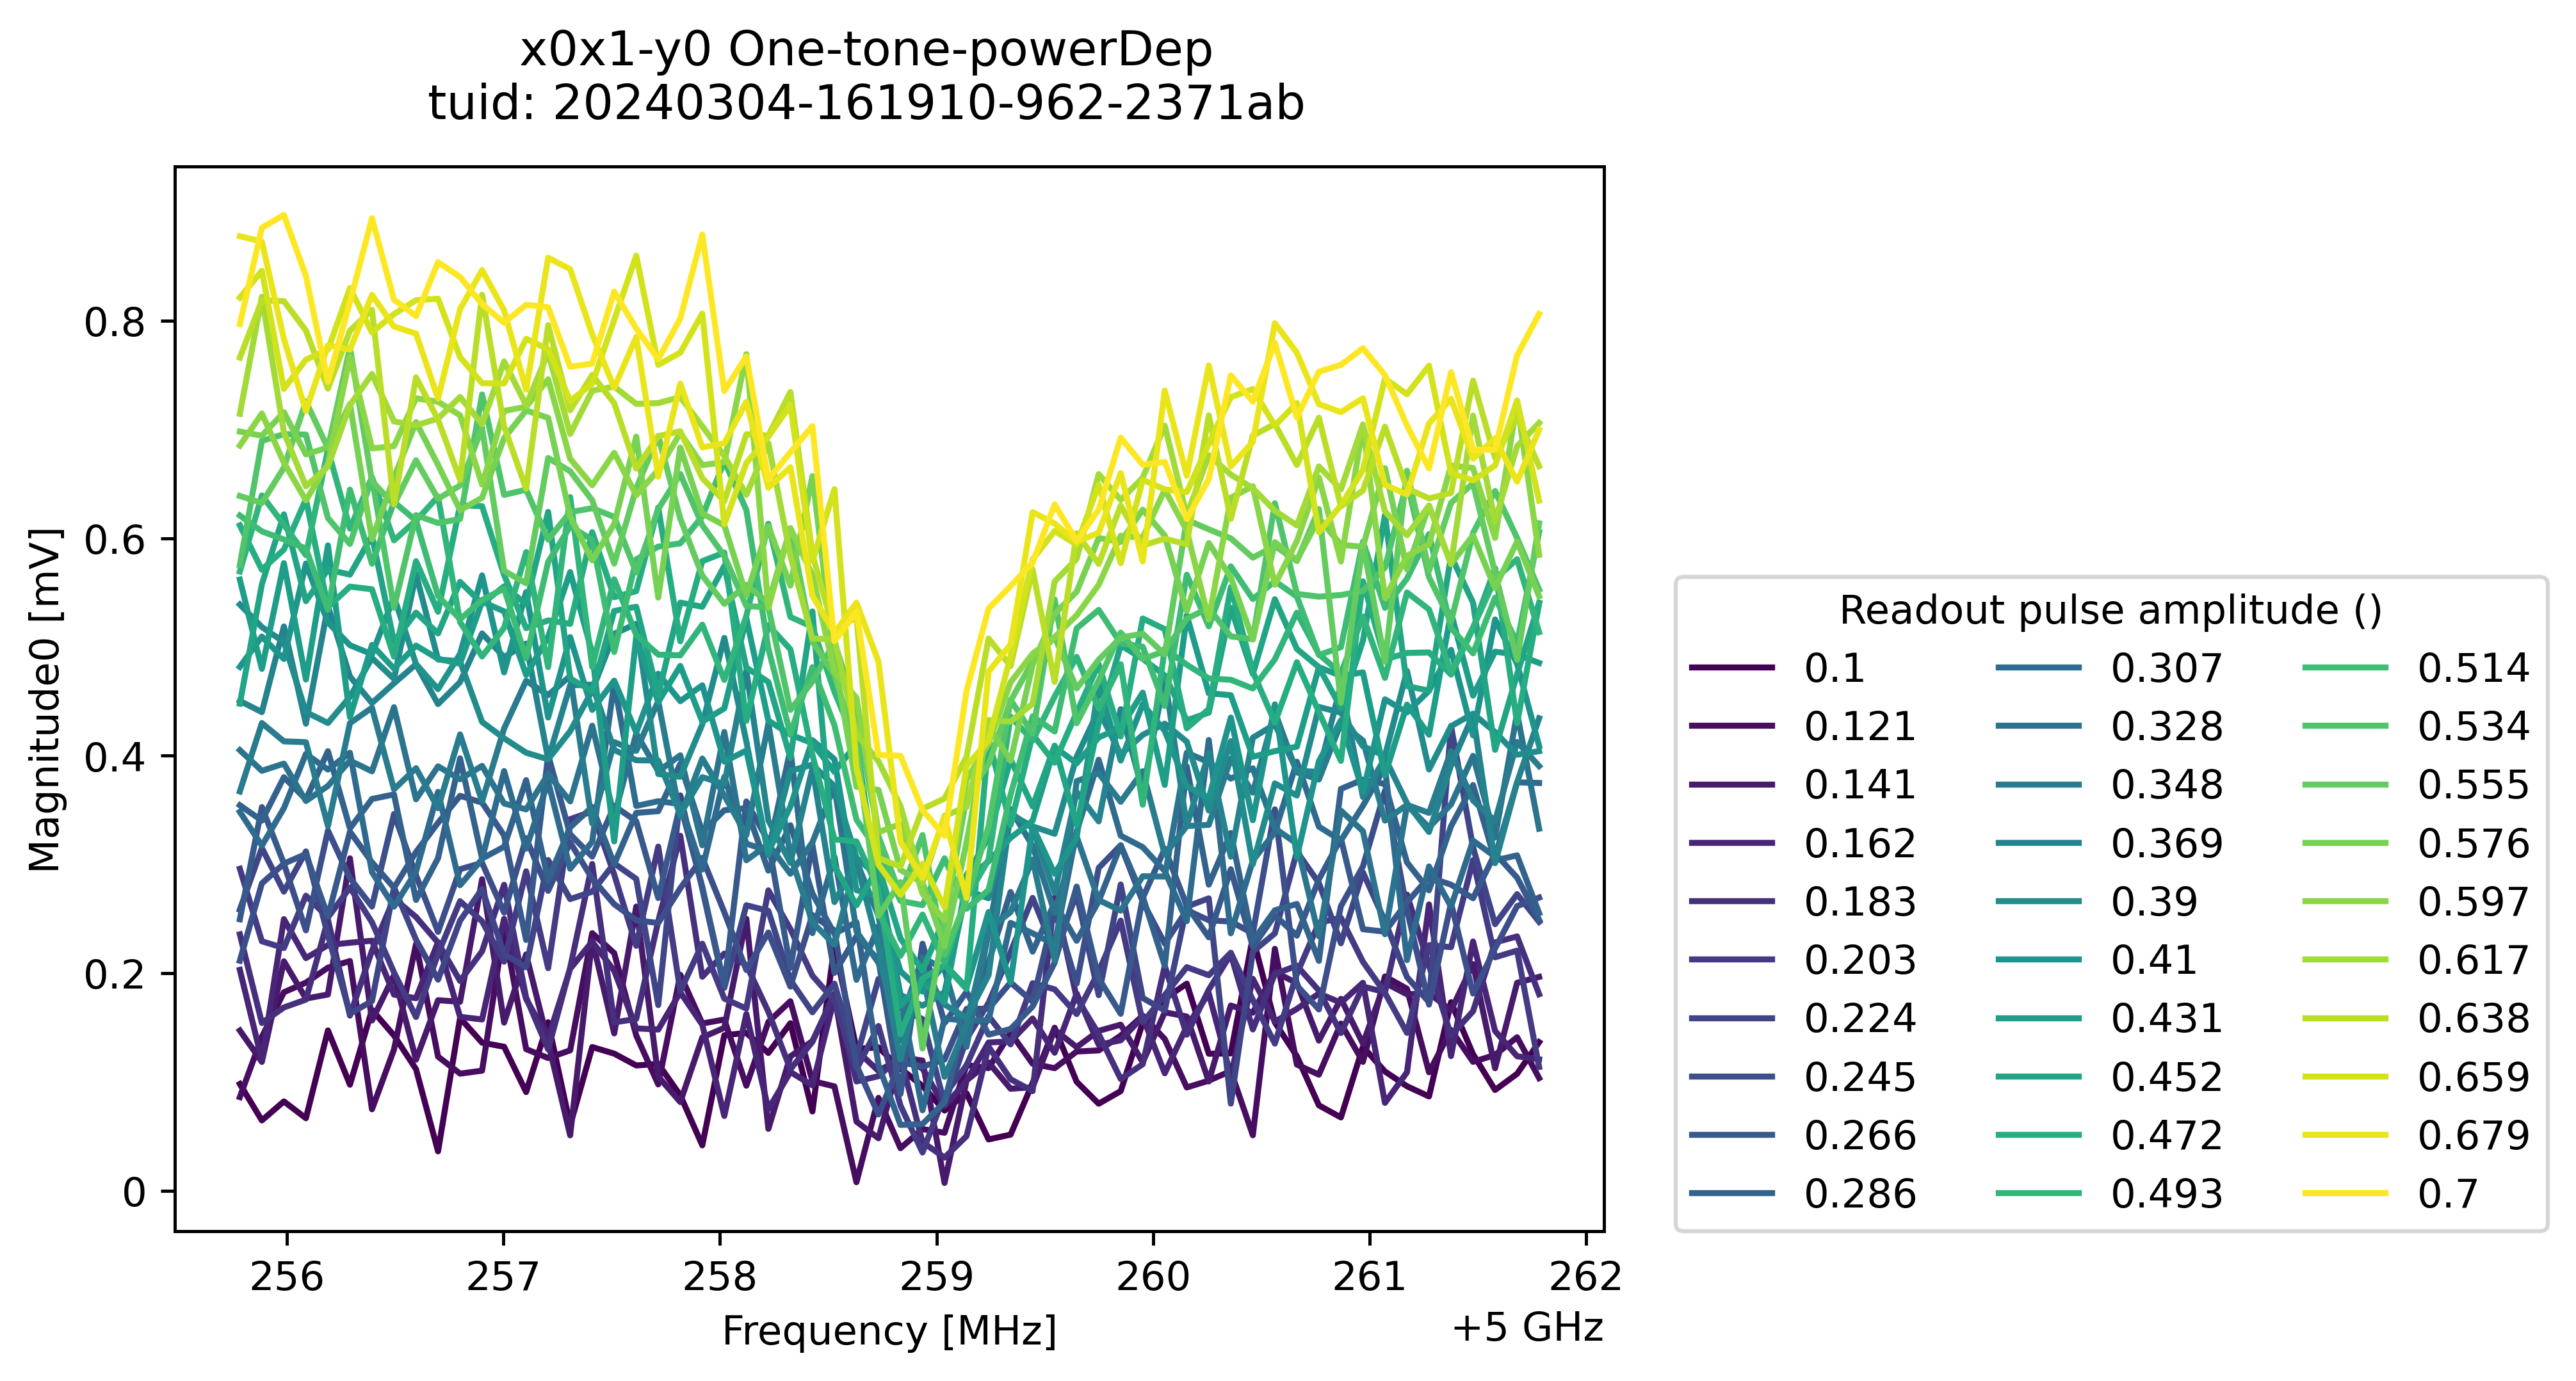 x0x1-y0 One-tone-powerDep
tuid: 20240304-161910-962-2371ab
Magnitude0 [mV]
0.8
0.6
0.4
0.2
0
256 257 258 259 260 261 262
Frequency [MHz]
+5 GHz
Readout pulse amplitude ()
0.1 0.307 0.514
0.121 0.328 0.534
0.141 0.348 0.555
0.162 0.369 0.576
0.183 0.39 0.597
0.203 0.41 0.617
0.224 0.431 0.638
0.245 0.452 0.659
0.266 0.472 0.679
0.286 0.493 0.7